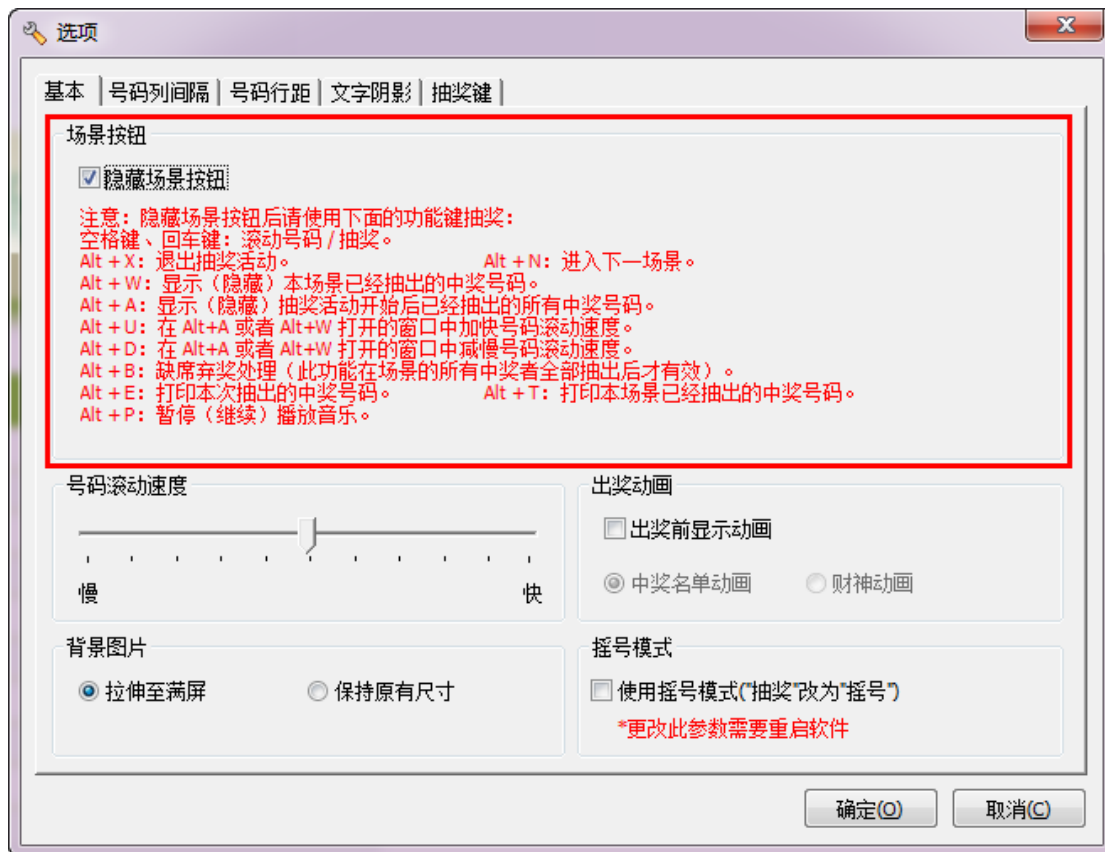 选项
基本 号码列间隔 号码行距 文字阴影 抽奖键
场景按钮
隐藏场景按钮
注意：隐藏场景按钮后请使用下面的功能键抽奖：
空格键、回车键：滚动号码 / 抽奖。
Alt + X：退出抽奖活动。 Alt + N：进入下一场景。
Alt + W：显示（隐藏）本场景已经抽出的中奖号码。
Alt + A：显示（隐藏）抽奖活动开始后已经抽出的所有中奖号码。
Alt + U：在 Alt+A 或者 Alt+W 打开的窗口中加快号码滚动速度。
Alt + D：在 Alt+A 或者 Alt+W 打开的窗口中减慢号码滚动速度。
Alt + B：缺席弃奖处理（此功能在场景的所有中奖者全部抽出后才有效）。
Alt + E：打印本次抽出的中奖号码。 Alt + T：打印本场景已经抽出的中奖号码。
Alt + P：暂停（继续）播放音乐。
号码滚动速度
慢 快
出奖动画
出奖前显示动画
中奖名单动画 财神动画
背景图片
拉伸至满屏 保持原有尺寸
摇号模式
使用摇号模式("抽奖"改为"摇号")
*更改此参数需要重启软件
确定(O) 取消(C)